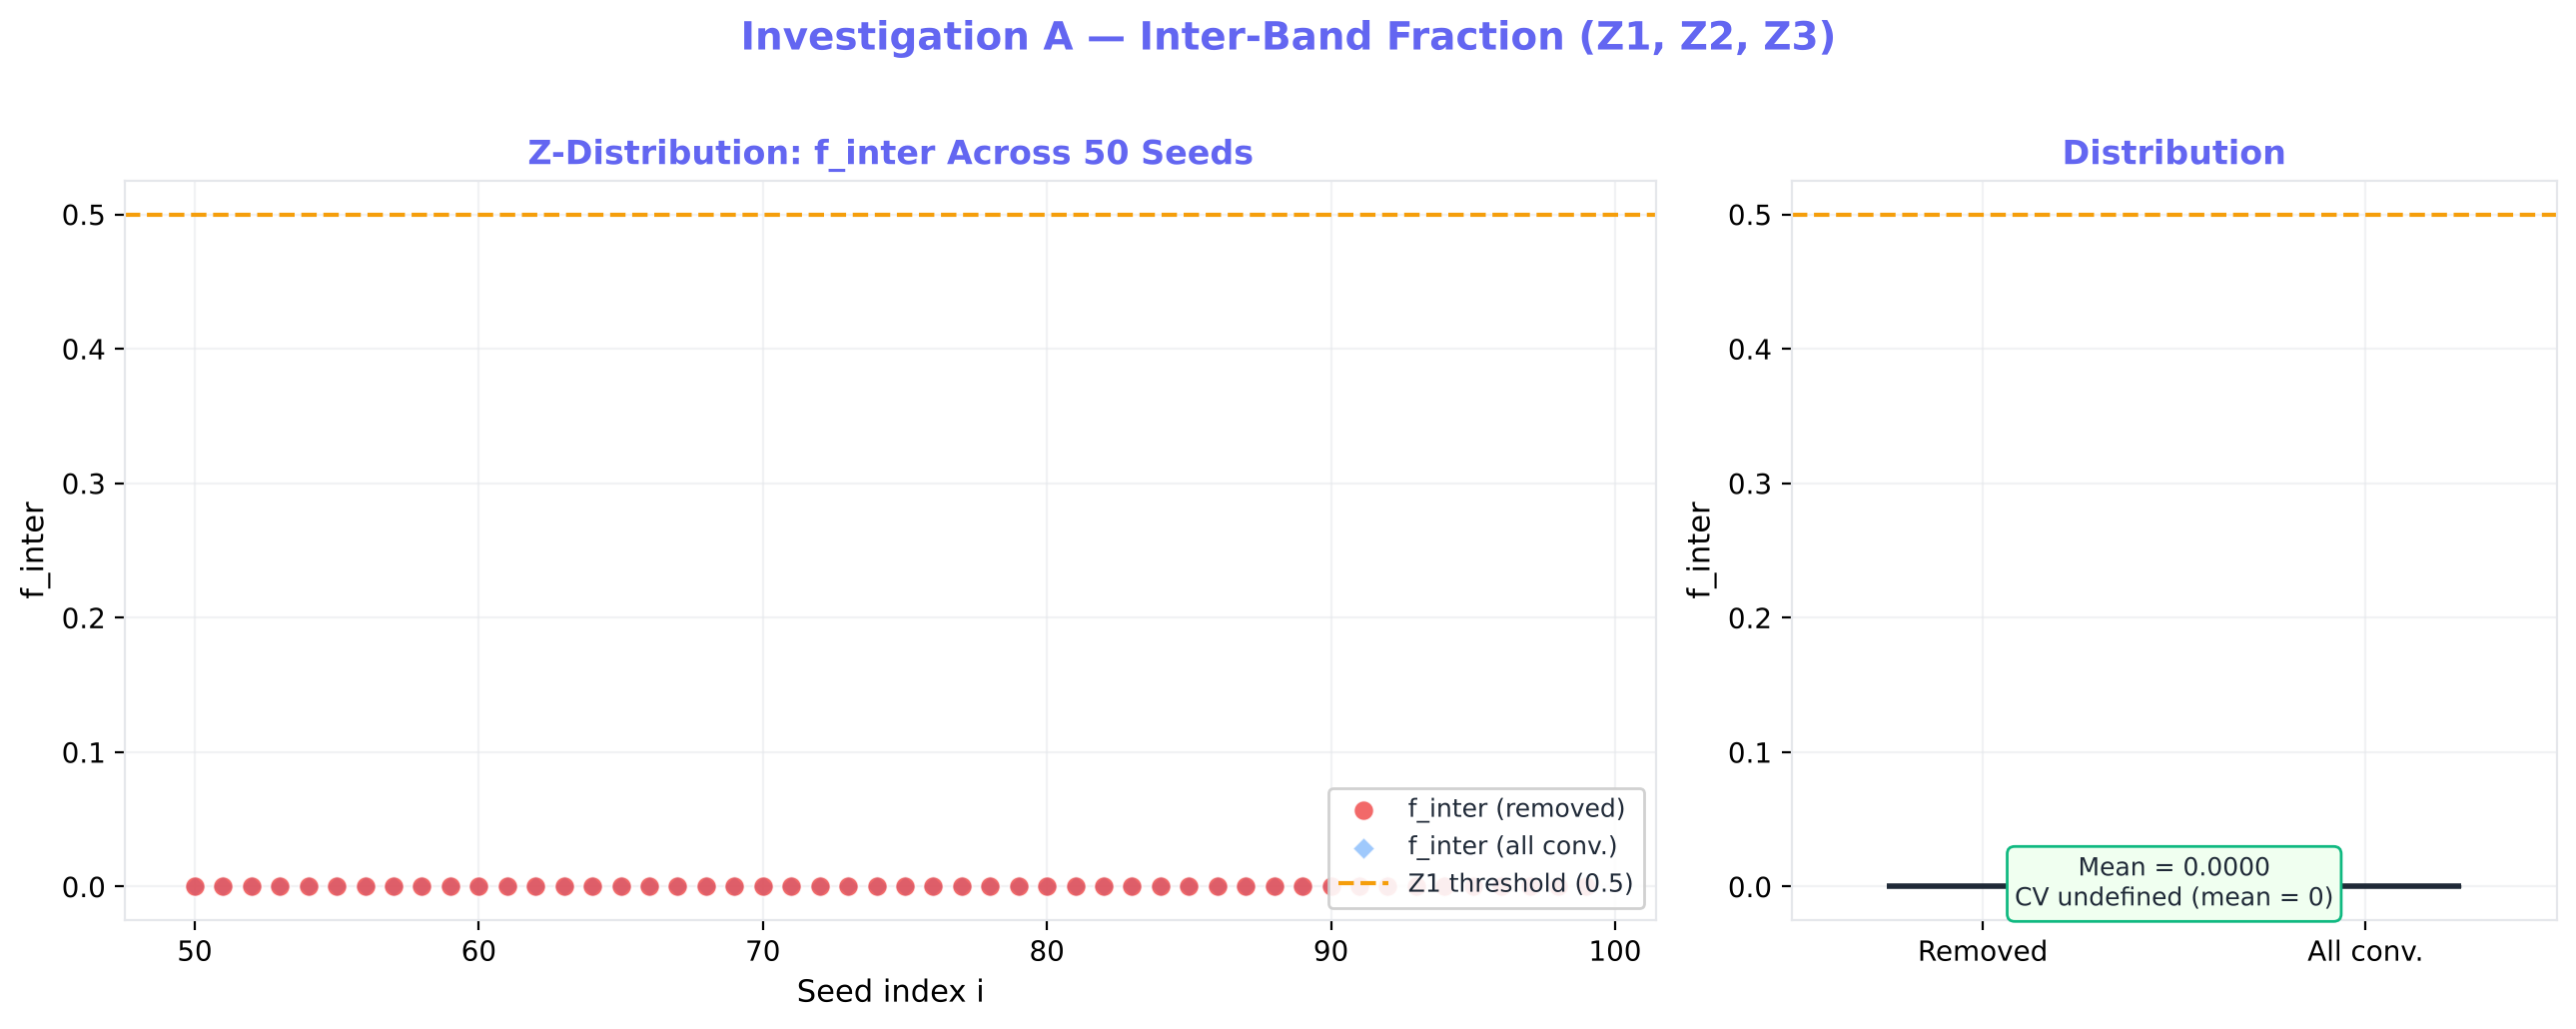 Investigation A — Inter-Band Fraction (Z1, Z2, Z3)
Z-Distribution: f_inter Across 50 Seeds
f_inter
0.5
0.4
0.3
0.2
0.1
0.0
50
60
70
80
90
100
Seed index i
f_inter (removed)
f_inter (all conv.)
Z1 threshold (0.5)
Distribution
f_inter
0.5
0.4
0.3
0.2
0.1
0.0
Mean = 0.0000
CV undefined (mean = 0)
Removed
All conv.